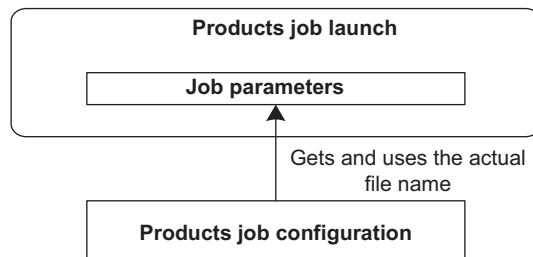 Products job launch
Job parameters
Gets and uses the actual
file name
Products job configuration